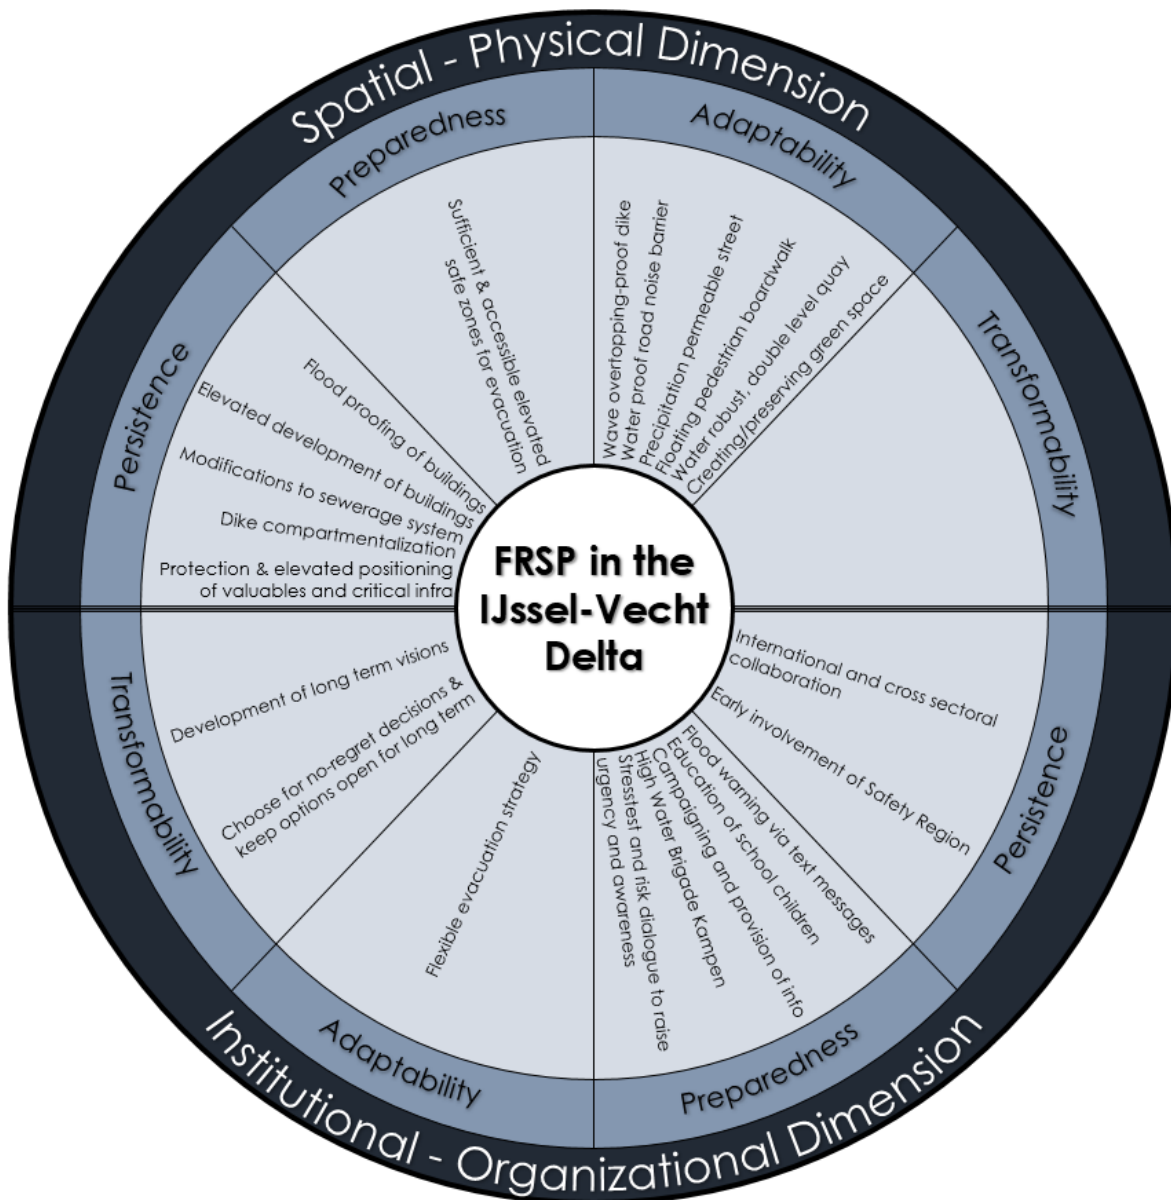 Spatial - Physical Dimension
Preparedness
Adaptability
Persistence
Transformability
Sufficient & accessible elevated
safe zones for evacuation
Wave overtopping-proof dike
Water proof road noise barrier
Precipitation permeable street
Floating pedestrian boardwalk
Water robust, double level quay
Creating/preserving green space
Flood proofing of buildings
Elevated development of buildings
Modifications to sewerage system
Dike compartmentalization
Protection & elevated positioning
of valuables and critical infra
FRSP in the
IJssel-Vecht
Delta
Transformability
Development of long term visions
Choose for no-regret decisions &
keep options open for long term
Adaptability
Flexible evacuation strategy
International and cross sectoral
collaboration
Early involvement of Safety Region
Persistence
Flood warning via text messages
Education of school children
Campaigning and provision of info
High Water Brigade Kampen
Stresstest and risk dialogue to raise
urgency and awareness
Preparedness
Institutional - Organizational Dimension